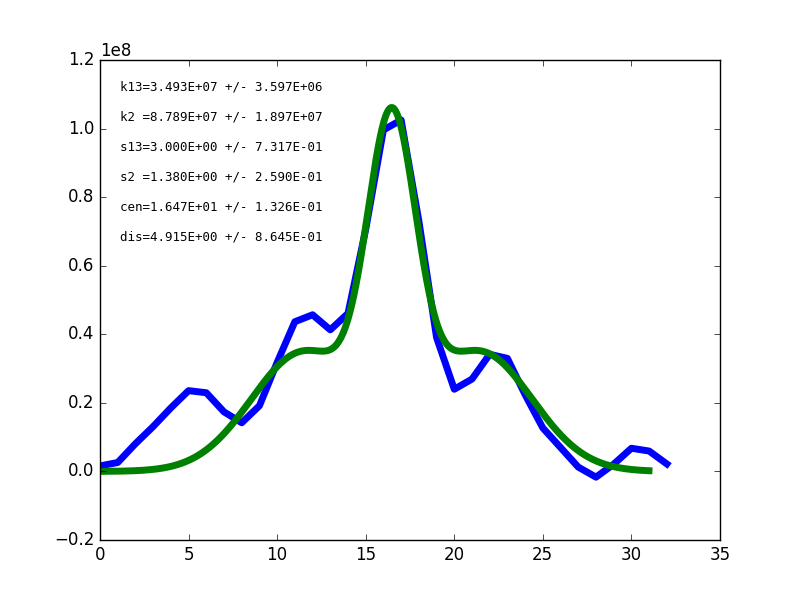 1e8
1.2
k13=3.493E+07 +/- 3.597E+06
k2 =8.789E+07 +/- 1.897E+07
1.0
s13=3.000E+00 +/- 7.317E-01
s2 =1.380E+00 +/- 2.590E-01
0.8
cen=1.647E+01 +/- 1.326E-01
dis=4.915E+00 +/- 8.645E-01
0.6
0.4
0.2
0.0
−0.2
0 5 10 15 20 25 30 35